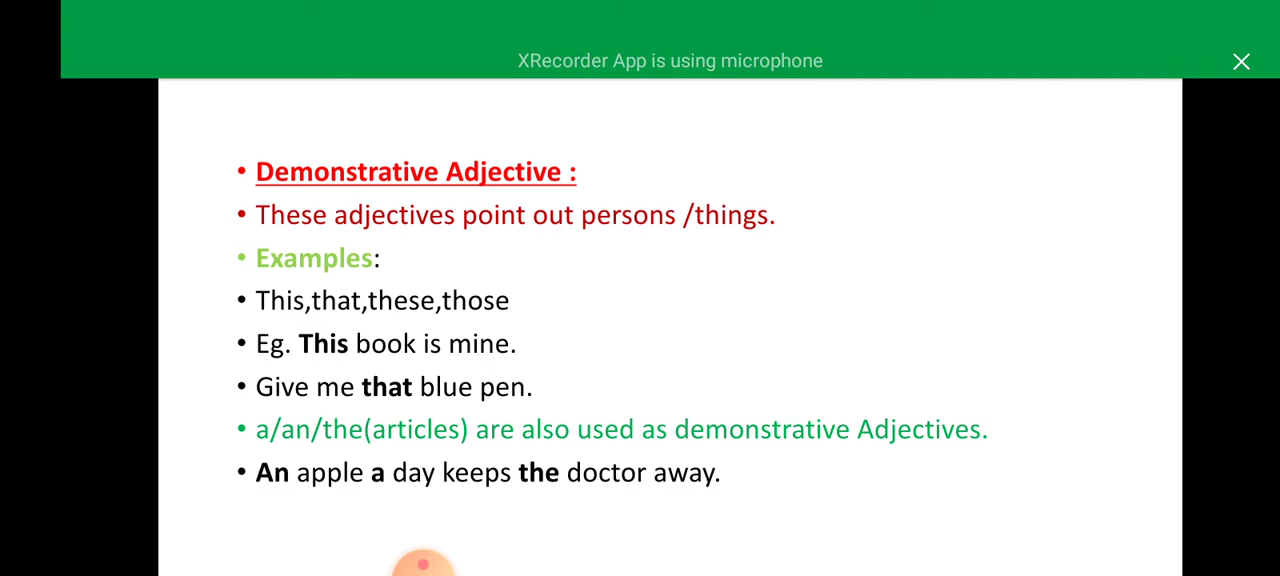 XRecorder App is using microphone
• Demonstrative Adjective :
• These adjectives point out persons /things.
• Examples:
• This,that,these,those
• Eg. This book is mine.
• Give me that blue pen.
• a/an/the(articles) are also used as demonstrative Adjectives.
• An apple a day keeps the doctor away.